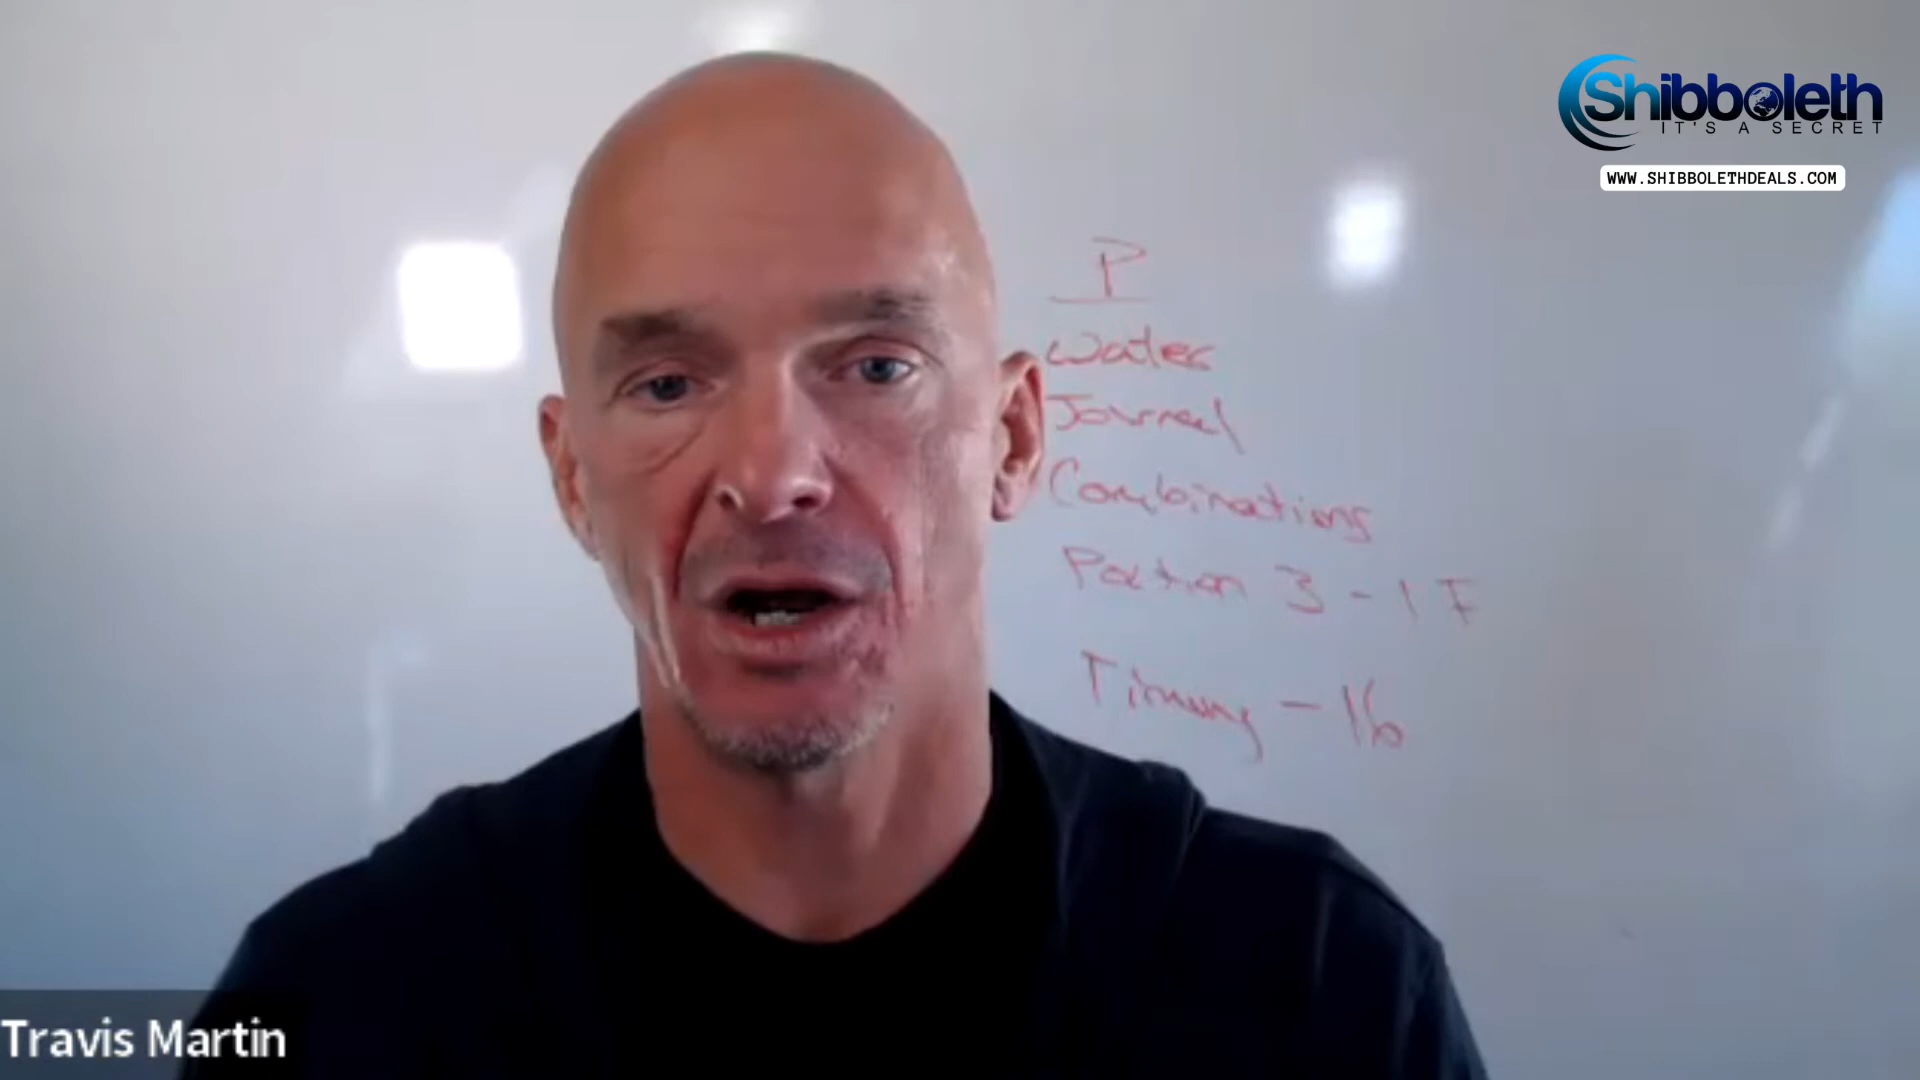 Shibboleth
IT'S A SECRET
WWW.SHIBBOLETHDEALS.COM
P
Water
Journal
Combinations
Portion 3 - 1 F
Timing - 16
Travis Martin